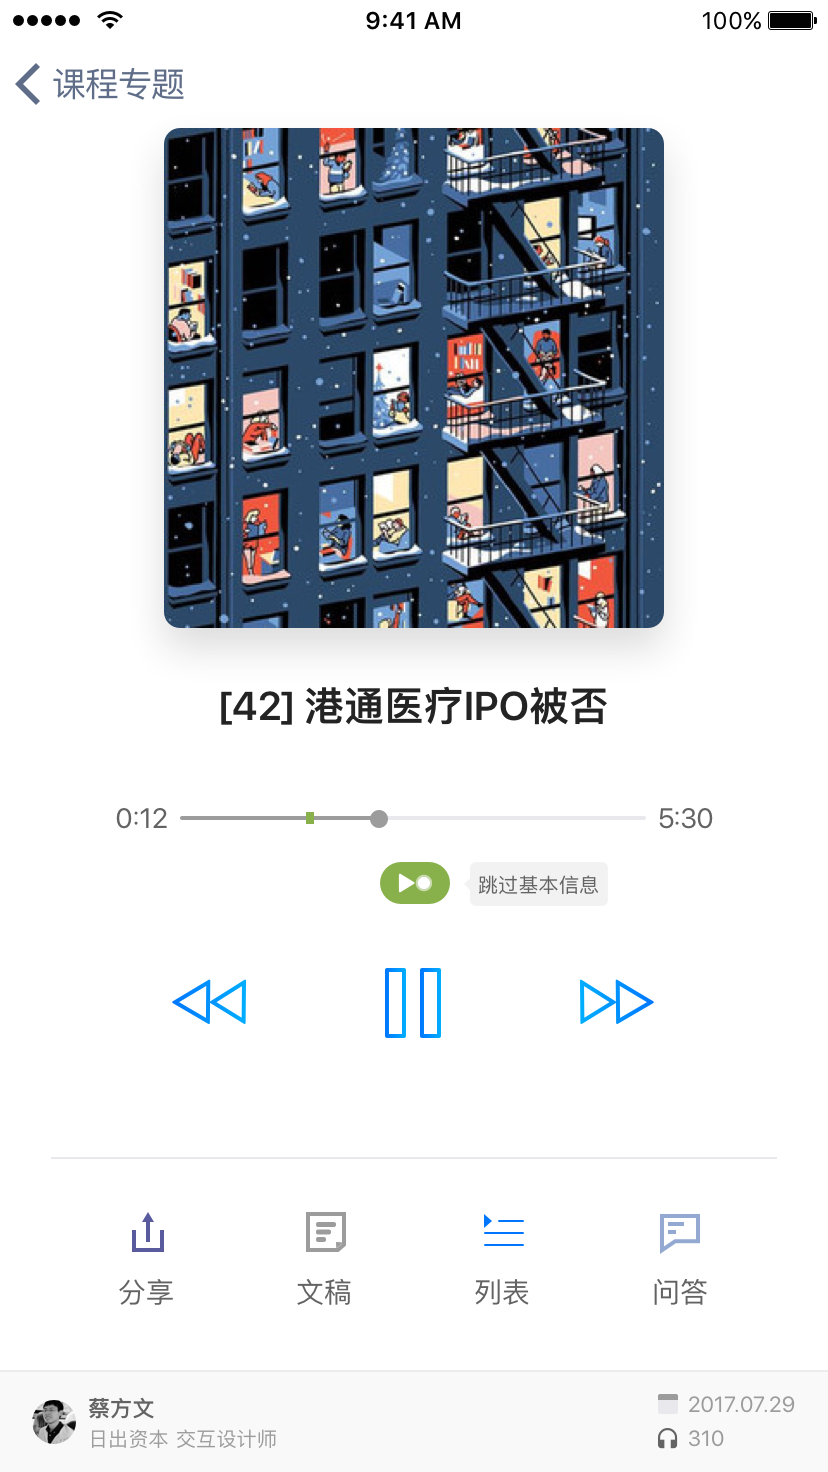 9:41 AM
100%
课程专题
[42] 港通医疗IPO被否
0:12
5:30
跳过基本信息
分享
文稿
列表
问答
蔡方文
2017.07.29
日出资本 交互设计师
310